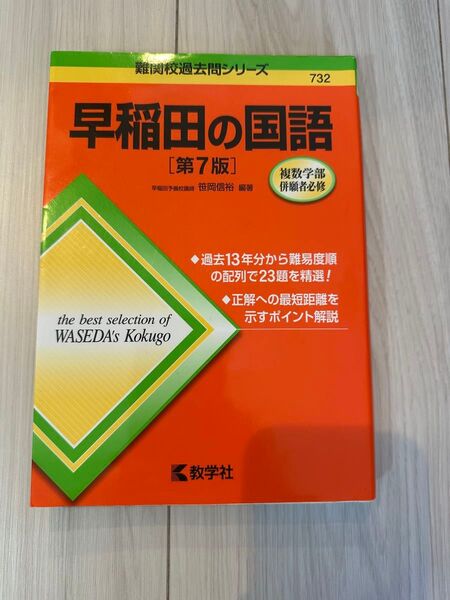 難関校過去問シリーズ
732
早稲田の国語
［第7版］
早稲田予備校講師 笹岡信裕 編著
複数学部
併願者必修
◆過去13年分から難易度順
の配列で23題を精選！
◆正解への最短距離を
示すポイント解説
the best selection of
WASEDA's Kokugo
教学社